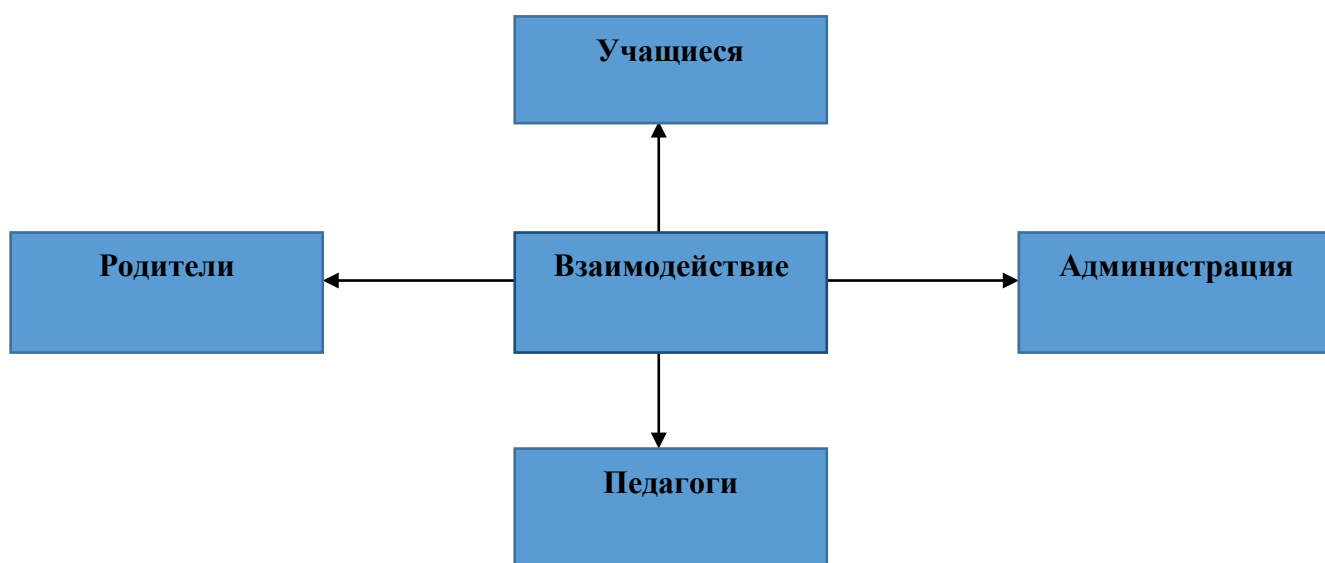 Учащиеся
Родители
Взаимодействие
Администрация
Педагоги